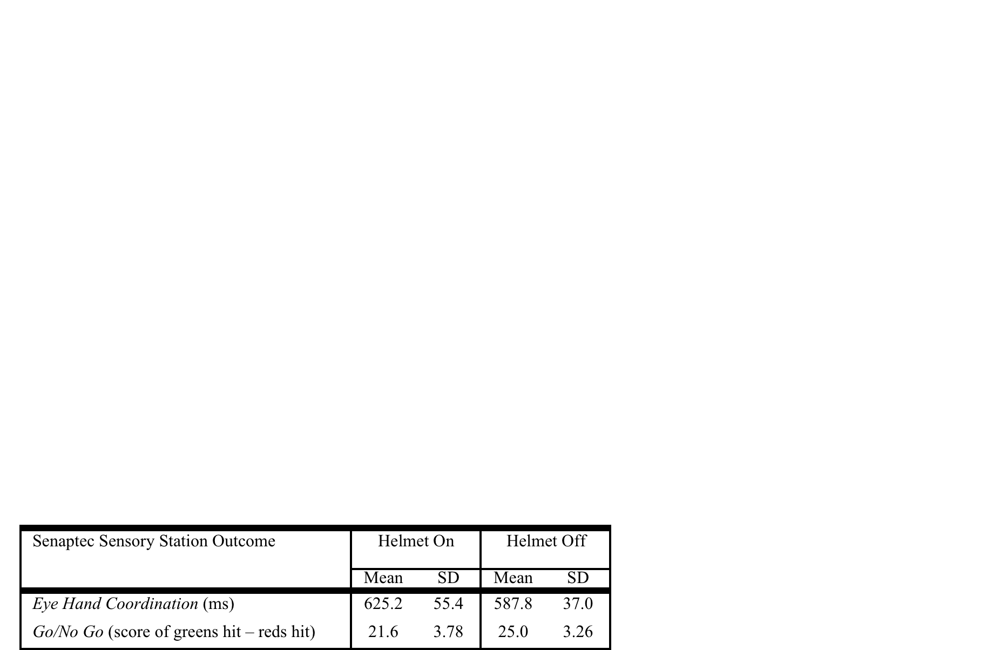 Senaptec Sensory Station Outcome Helmet On Helmet Off
Mean SD Mean SD
Eye Hand Coordination (ms) 625.2 55.4 587.8 37.0
Go/No Go (score of greens hit – reds hit) 21.6 3.78 25.0 3.26